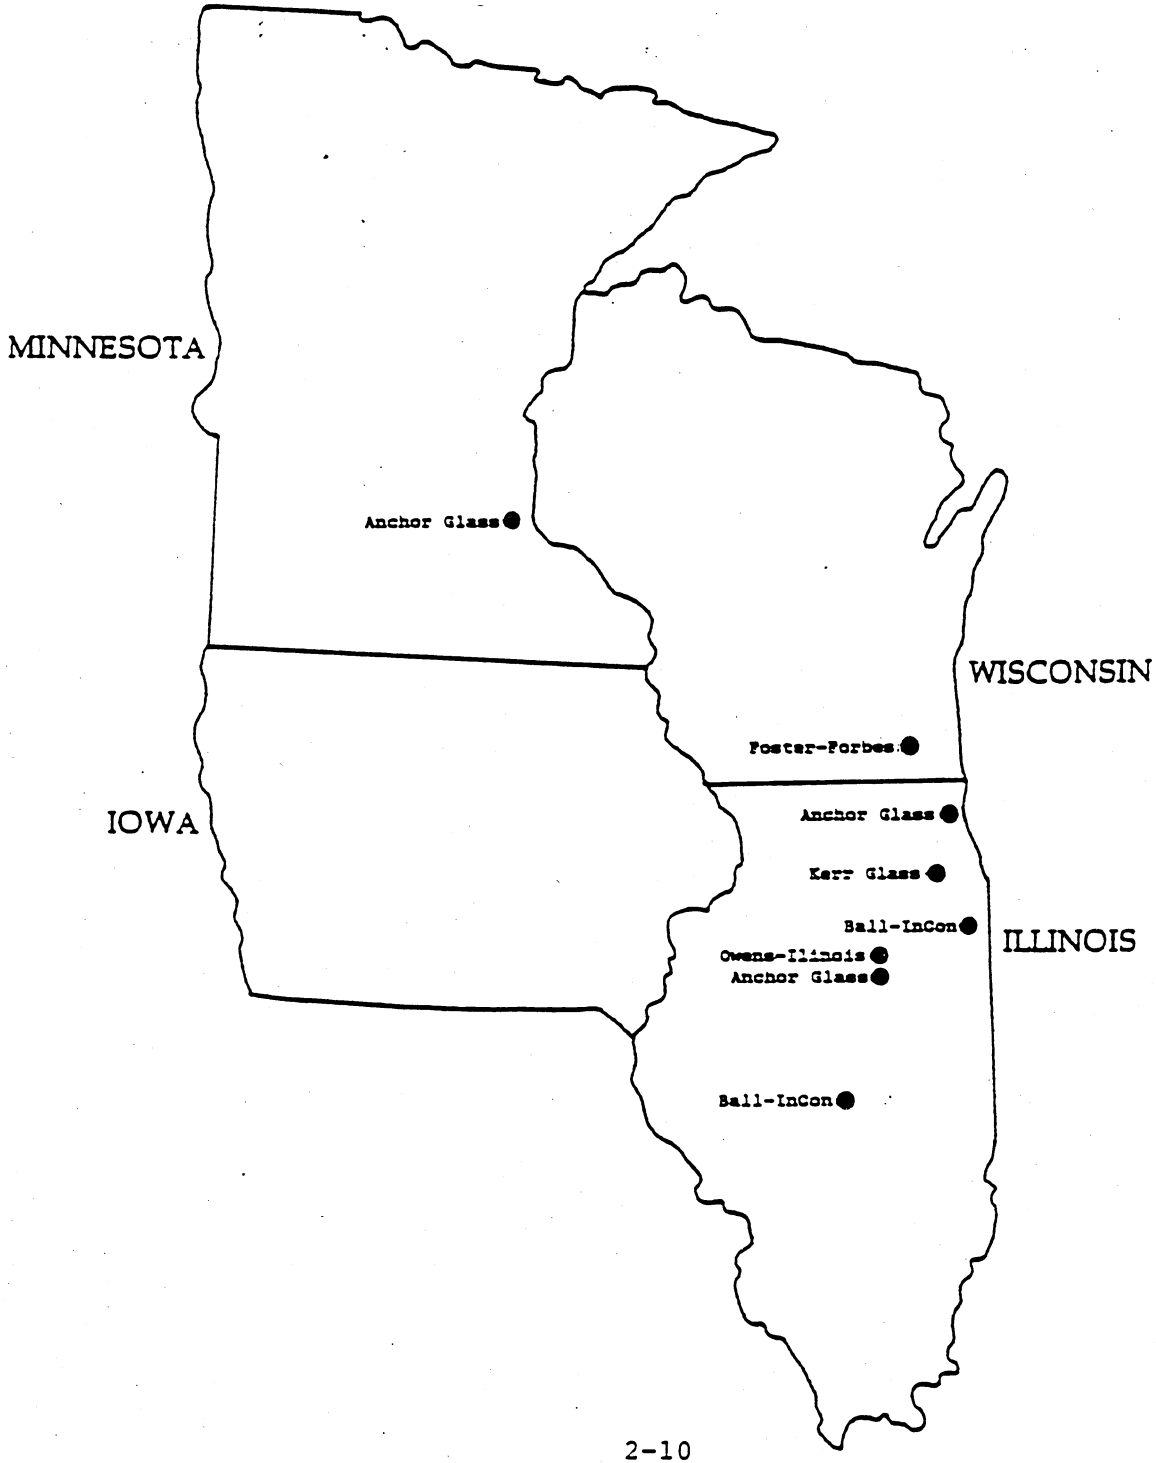 MINNESOTA
Anchor Glass
WISCONSIN
Foster-Forbes
IOWA
Anchor Glass
Kerr Glass
Ball-InCon
ILLINOIS
Owens-Illinois
Anchor Glass
Ball-InCon
2-10